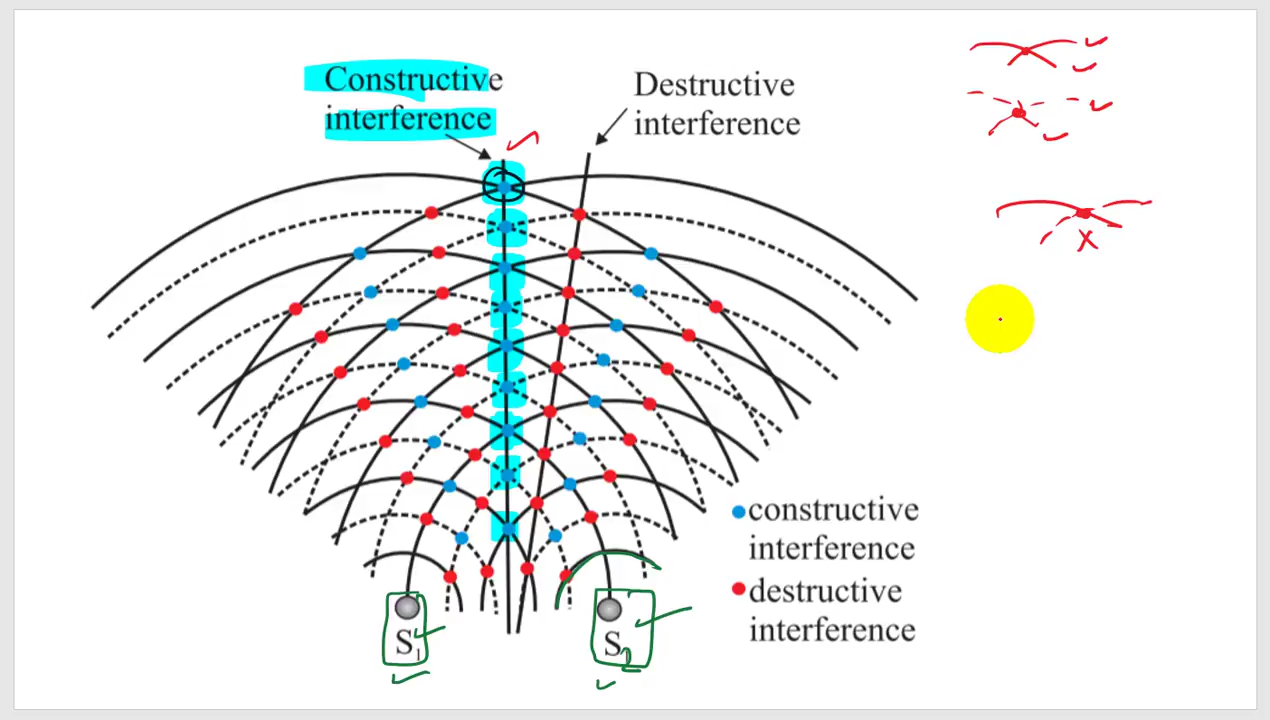 Constructive
interference
Destructive
interference
constructive
interference
destructive
interference
S₁
S₂